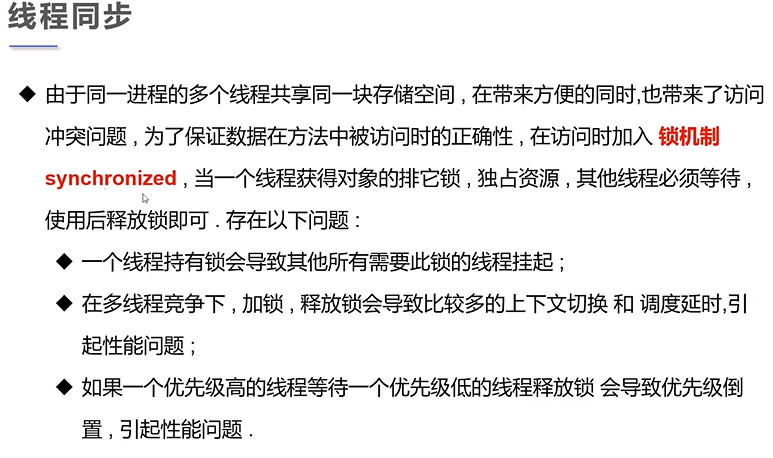 线程同步
◆ 由于同一进程的多个线程共享同一块存储空间 , 在带来方便的同时,也带来了访问
冲突问题 , 为了保证数据在方法中被访问时的正确性 , 在访问时加入 锁机制
synchronized , 当一个线程获得对象的排它锁 , 独占资源 , 其他线程必须等待 ,
使用后释放锁即可 . 存在以下问题 :
◆ 一个线程持有锁会导致其他所有需要此锁的线程挂起 ;
◆ 在多线程竞争下 , 加锁 , 释放锁会导致比较多的上下文切换 和 调度延时,引
起性能问题 ;
◆ 如果一个优先级高的线程等待一个优先级低的线程释放锁 会导致优先级倒
置 , 引起性能问题 .